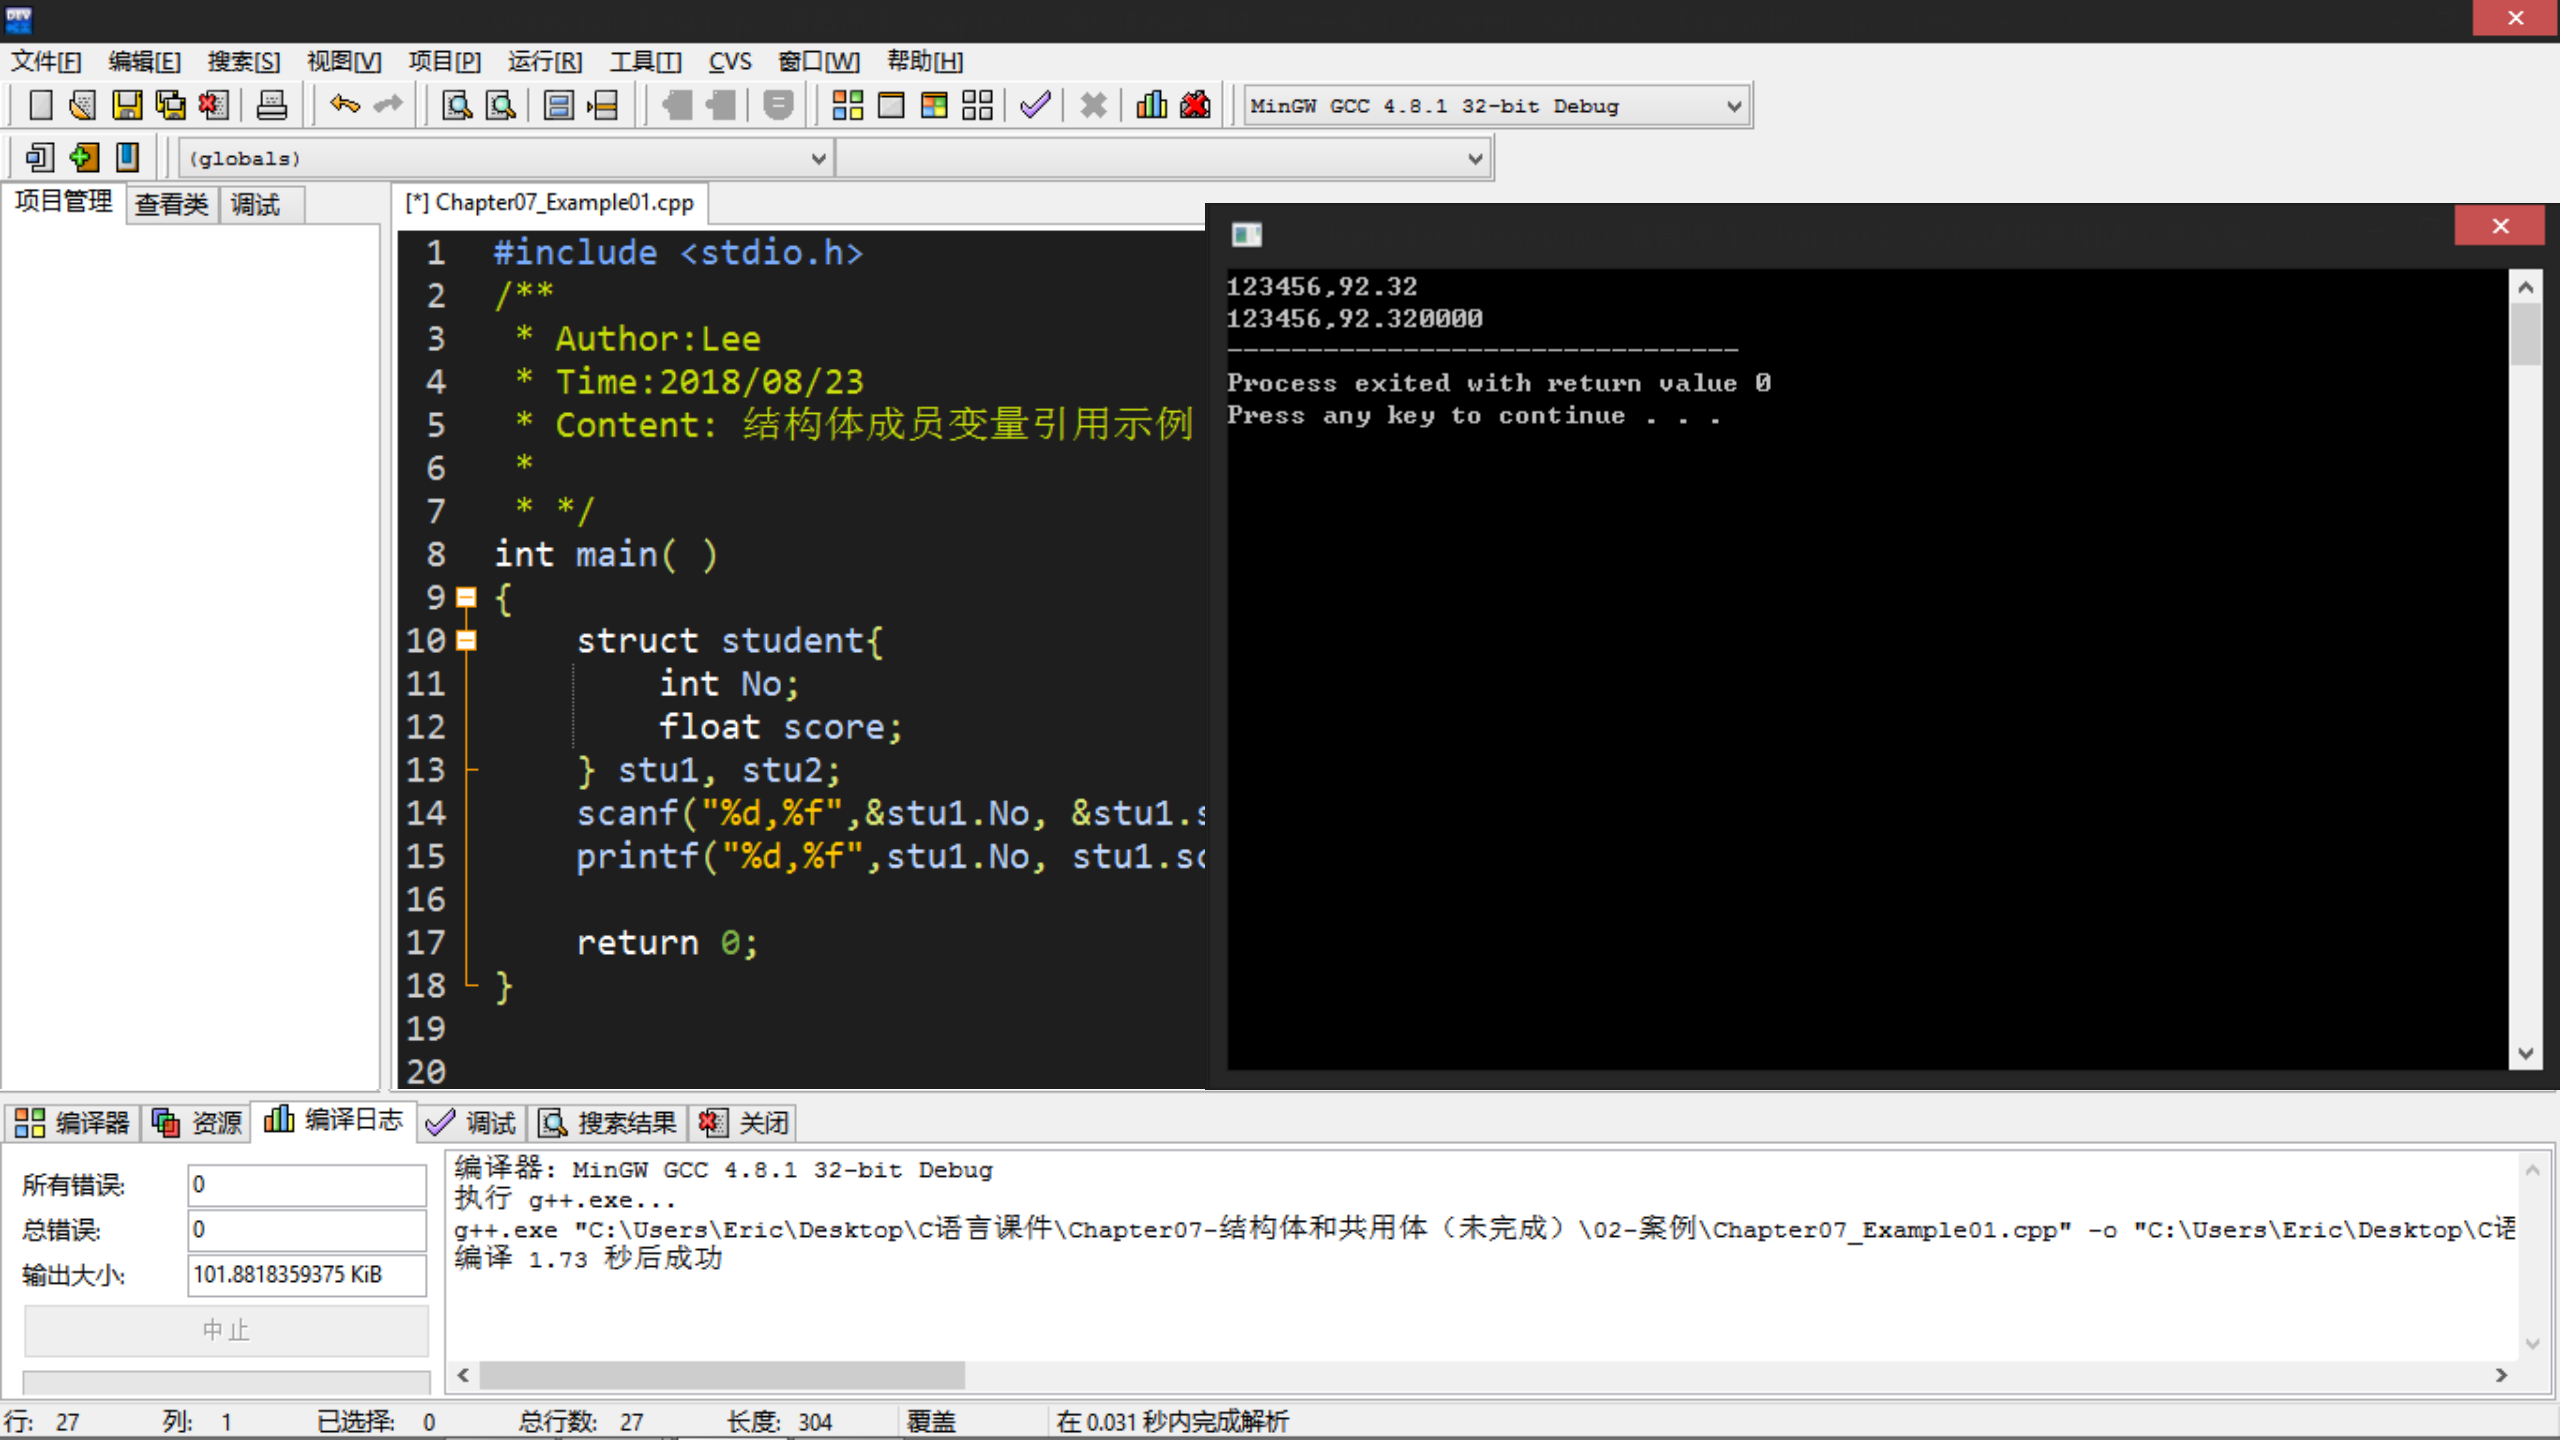 DEV
文件[F] 编辑[E] 搜索[S] 视图[V] 项目[P] 运行[R] 工具[T] CVS 窗口[W] 帮助[H]
MinGW GCC 4.8.1 32-bit Debug
(globals)
项目管理 查看类 调试
[*] Chapter07_Example01.cpp
1 #include <stdio.h>
2 /**
3 * Author:Lee
4 * Time:2018/08/23
5 * Content: 结构体成员变量引用示例
6 *
7 * */
8 int main( )
9 {
10 struct student{
11 int No;
12 float score;
13 } stu1, stu2;
14 scanf("%d,%f",&stu1.No, &stu1.s
15 printf("%d,%f",stu1.No, stu1.sc
16
17 return 0;
18 }
19
20
123456,92.32
123456,92.320000
--------------------------------
Process exited with return value 0
Press any key to continue . . .
编译器 资源 编译日志 调试 搜索结果 关闭
所有错误: 0
总错误: 0
输出大小: 101.8818359375 KiB
中止
编译器: MinGW GCC 4.8.1 32-bit Debug
执行 g++.exe...
g++.exe "C:\Users\Eric\Desktop\C语言课件\Chapter07-结构体和共用体（未完成）\02-案例\Chapter07_Example01.cpp" -o "C:\Users\Eric\Desktop\C语
编译 1.73 秒后成功
行: 27 列: 1 已选择: 0 总行数: 27 长度: 304 覆盖 在 0.031 秒内完成解析